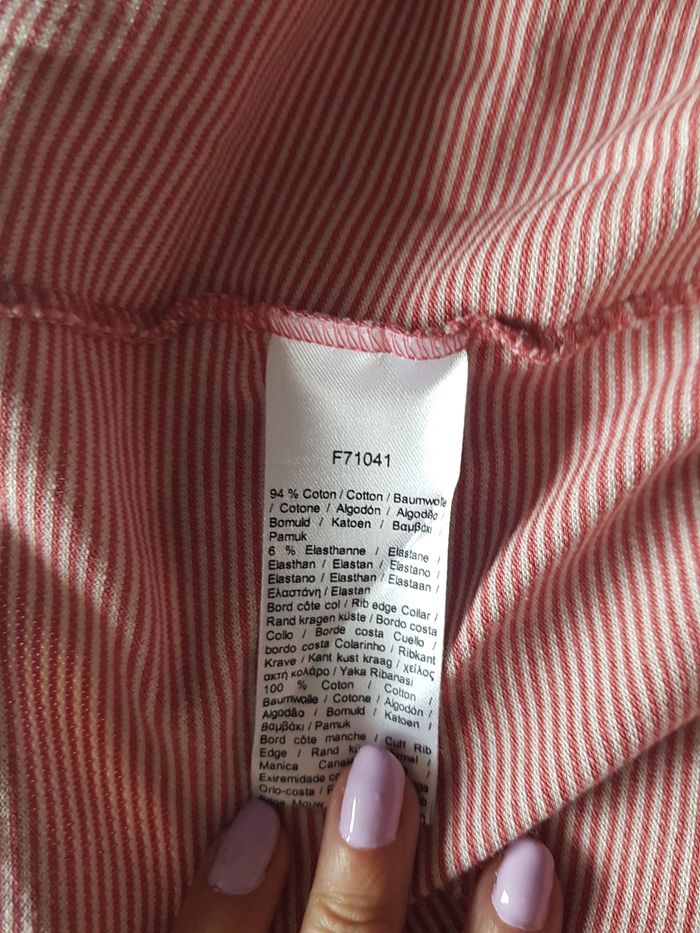 F71041
94 % Coton / Cotton / Baumwolle
/ Cotone / Algodón / Algodão /
Bomuld / Katoen / Βαμβάκι /
Pamuk
6 % Elasthanne / Elastane /
Elasthan / Elastan / Elastano /
Elastano / Elasthan / Elastaan /
Ελαστάνη / Elastan
Bord côte col / Rib edge Collar /
Rand kragen küste / Bordo costa
Collo / Borde costa Cuello /
bordo costa Colarinho / Ribkant
Krave / Kant kust kraag / χείλος
ακτή κολάρο / Yaka Ribanasi
100 % Coton / Cotton /
Baumwolle / Cotone / Algodón /
Algodão / Bomuld / Katoen /
Βαμβάκι / Pamuk
Bord côte manche / Cuff Rib
Edge / Rand /
Manica
Exiremidade
Orlo-costa /
Mouw